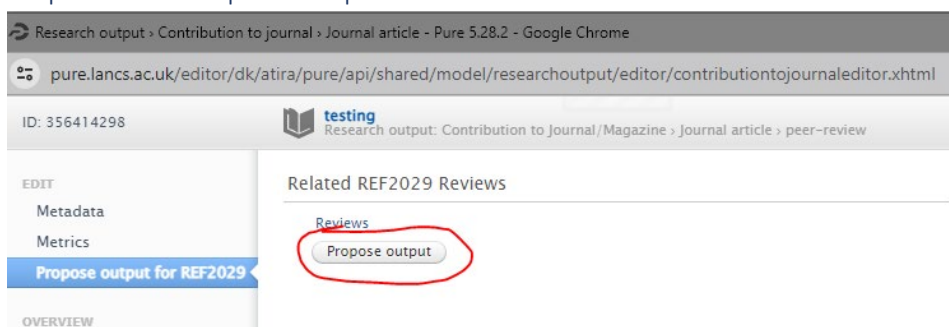 Research output › Contribution to journal › Journal article - Pure 5.28.2 - Google Chrome
pure.lancs.ac.uk/editor/dk/atira/pure/api/shared/model/researchoutput/editor/contributiontojournaleditor.xhtml
ID: 356414298
testing
Research output: Contribution to Journal/Magazine › Journal article › peer-review
EDIT
Metadata
Metrics
Propose output for REF2029
OVERVIEW
Related REF2029 Reviews
Reviews
Propose output